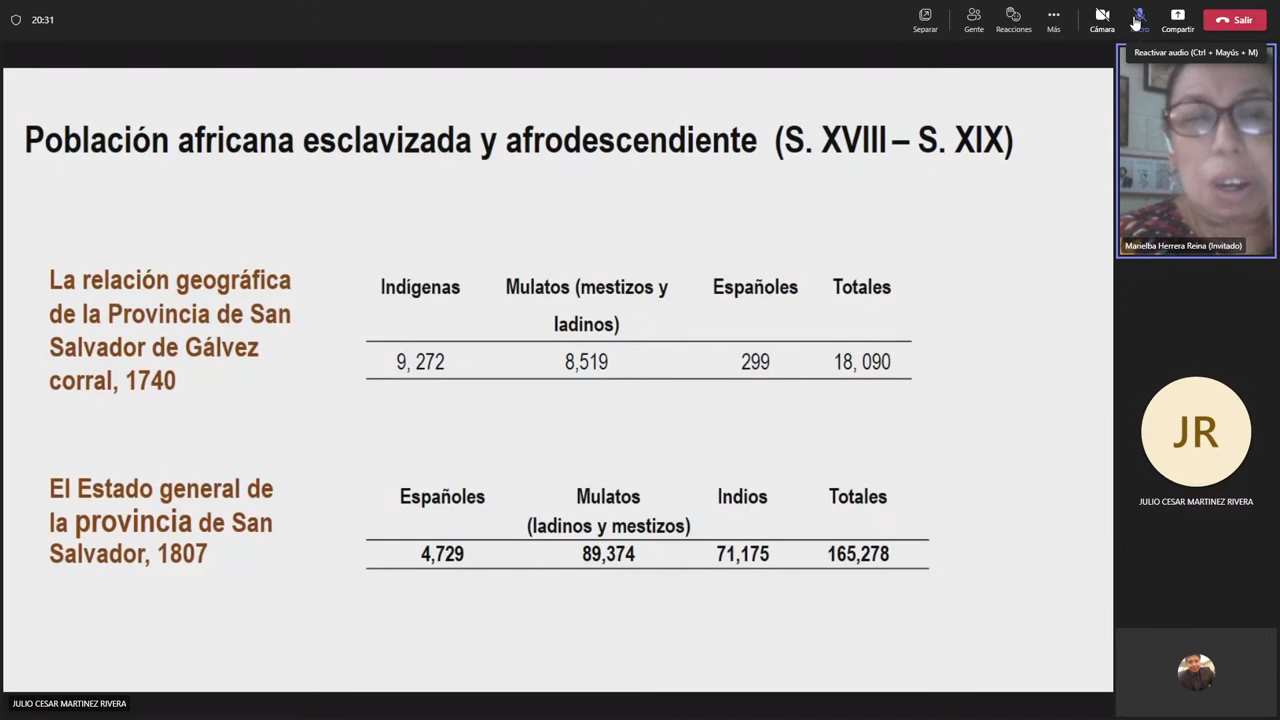 20:31
Separar
Gente
Reacciones
Más
Cámara
Compartir
Salir
Reactivar audio (Ctrl + Mayús + M)
Población africana esclavizada y afrodescendiente (S. XVIII – S. XIX)
La relación geográfica
de la Provincia de San
Salvador de Gálvez
corral, 1740
Indígenas Mulatos (mestizos y Españoles Totales
ladinos)
9, 272 8,519 299 18, 090
El Estado general de
la provincia de San
Salvador, 1807
Españoles Mulatos Indios Totales
(ladinos y mestizos)
4,729 89,374 71,175 165,278
Marielba Herrera Reina (Invitado)
JR
JULIO CESAR MARTINEZ RIVERA
JULIO CESAR MARTINEZ RIVERA